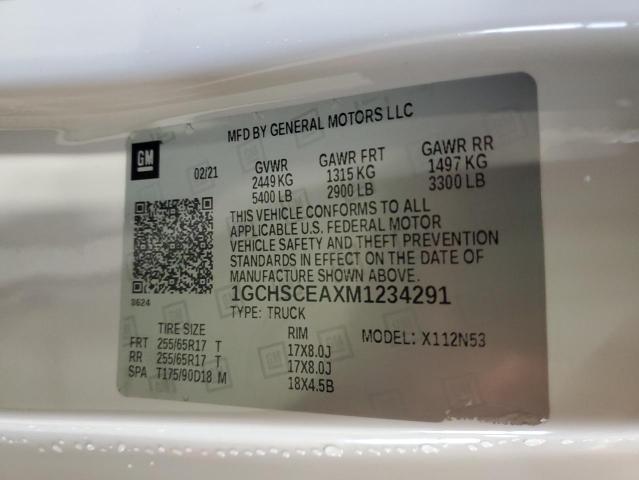 MFD BY GENERAL MOTORS LLC
GM
02/21
GVWR GAWR FRT GAWR RR
2449 KG 1315 KG 1497 KG
5400 LB 2900 LB 3300 LB
THIS VEHICLE CONFORMS TO ALL
APPLICABLE U.S. FEDERAL MOTOR
VEHICLE SAFETY AND THEFT PREVENTION
STANDARDS IN EFFECT ON THE DATE OF
MANUFACTURE SHOWN ABOVE.
8624
1GCHSCEAXM1234291
TYPE: TRUCK
TIRE SIZE RIM MODEL: X112N53
FRT 255/65R17 T 17X8.0J
RR 255/65R17 T 17X8.0J
SPA T175/90D18 M 18X4.5B